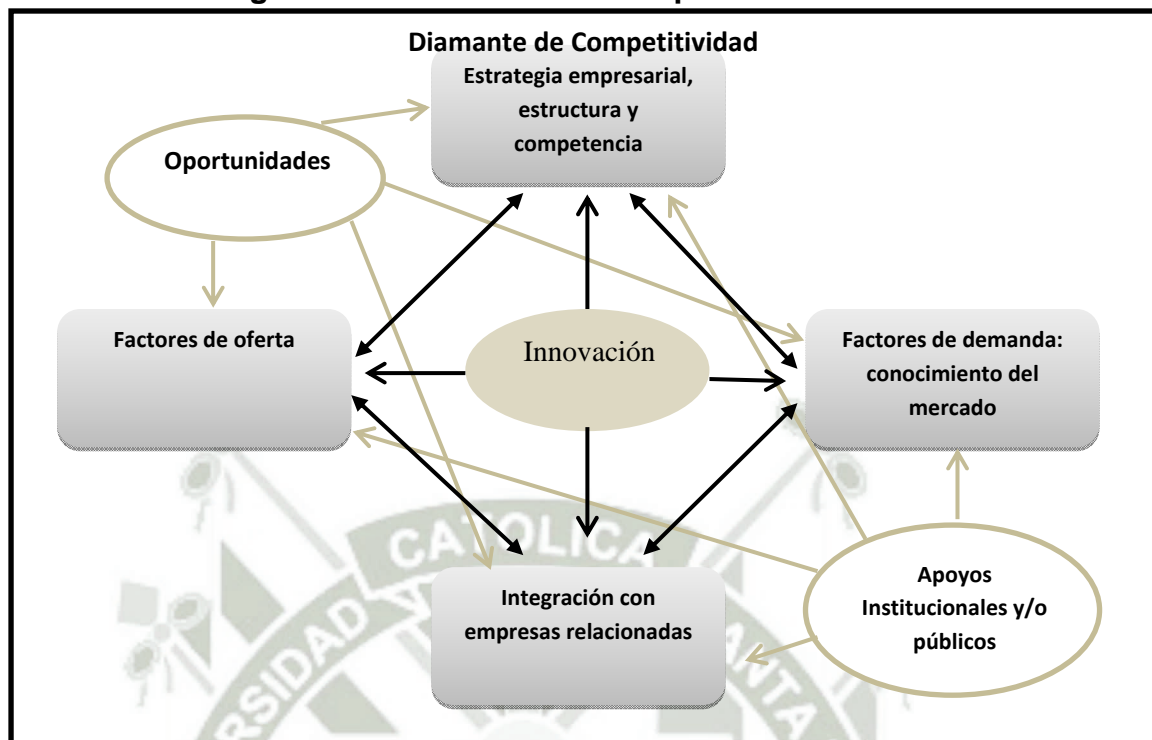 Diamante de Competitividad
Estrategia empresarial,
estructura y
competencia
Oportunidades
Factores de oferta
Innovación
Factores de demanda:
conocimiento del
mercado
Integración con
empresas relacionadas
Apoyos
Institucionales y/o
públicos
CATOLICA